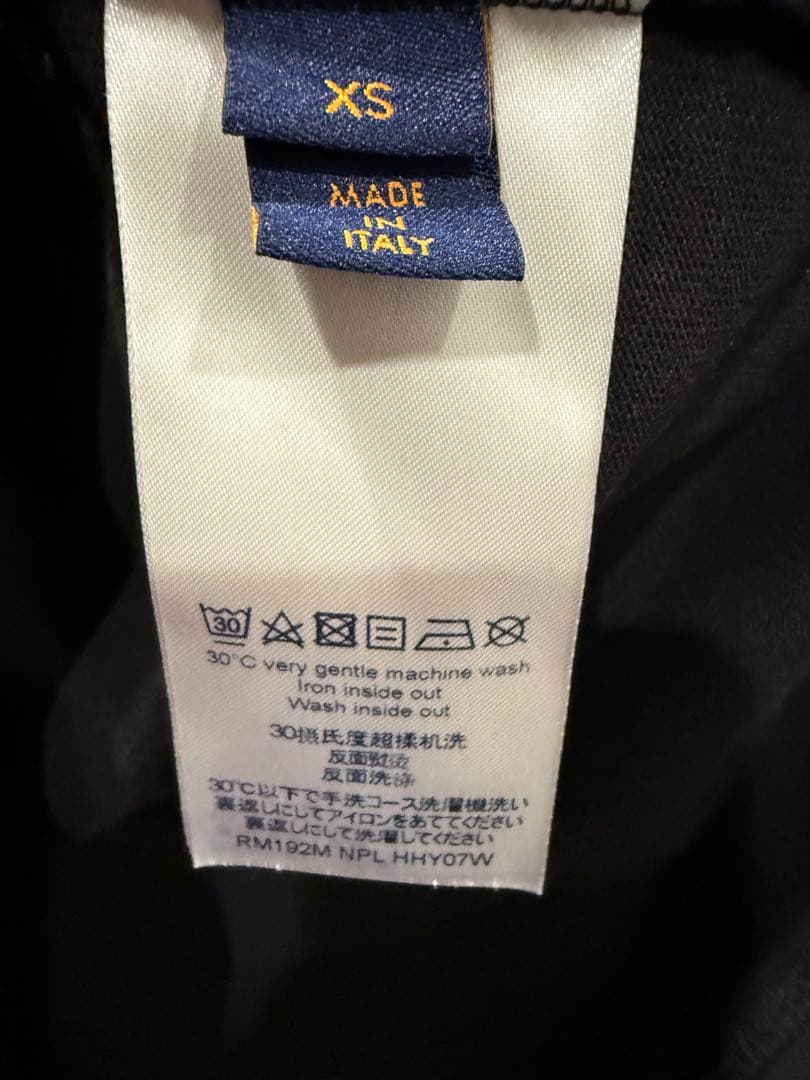 XS
MADE
IN
ITALY
30
30°C very gentle machine wash
Iron inside out
Wash inside out
30摄氏度超揉机洗
反面熨烫
反面洗涤
30℃以下で手洗コース洗濯機洗い
裏返しにしてアイロンをあててください
裏返しにして洗濯してください
RM192M NPL HHY07W